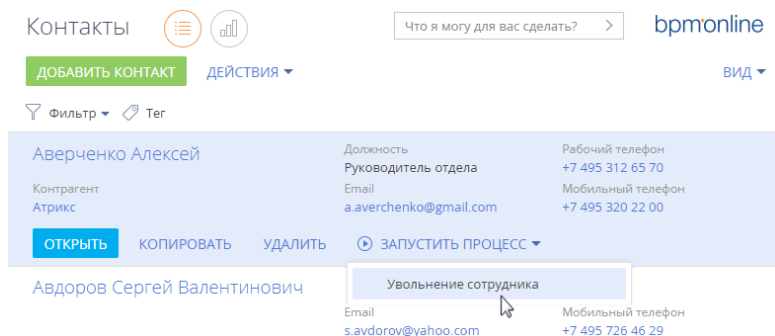 Контакты
Что я могу для вас сделать?
bpmonline
ДОБАВИТЬ КОНТАКТ ДЕЙСТВИЯ ВИД
Фильтр Тег
Аверченко Алексей
Должность
Руководитель отдела
Рабочий телефон
+7 495 312 65 70
Контрагент
Атрикс
Email
a.averchenko@gmail.com
Мобильный телефон
+7 495 320 22 00
ОТКРЫТЬ КОПИРОВАТЬ УДАЛИТЬ ЗАПУСТИТЬ ПРОЦЕСС
Увольнение сотрудника
Авдоров Сергей Валентинович
Email
s.avdorov@yahoo.com
Мобильный телефон
+7 495 726 46 29